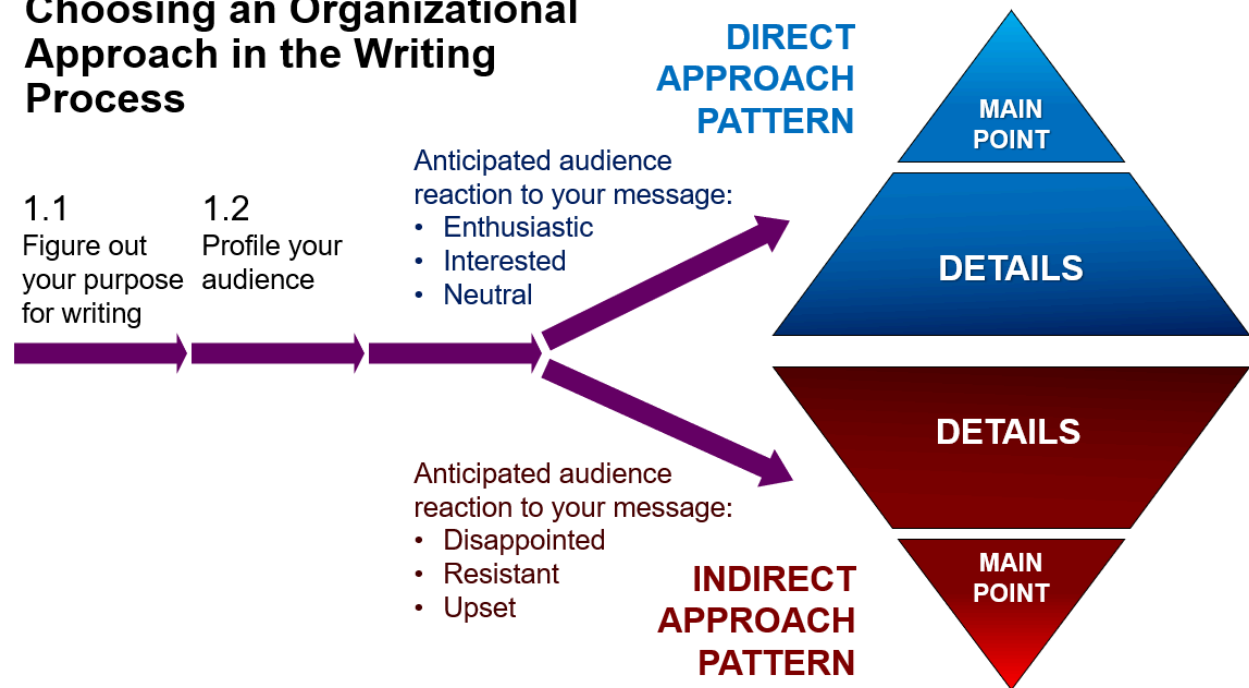 Choosing an Organizational
Approach in the Writing
Process
1.1
Figure out
your purpose
for writing
1.2
Profile your
audience
Anticipated audience
reaction to your message:
• Enthusiastic
• Interested
• Neutral
DIRECT
APPROACH
PATTERN
MAIN
POINT
DETAILS
Anticipated audience
reaction to your message:
• Disappointed
• Resistant
• Upset
INDIRECT
APPROACH
PATTERN
DETAILS
MAIN
POINT